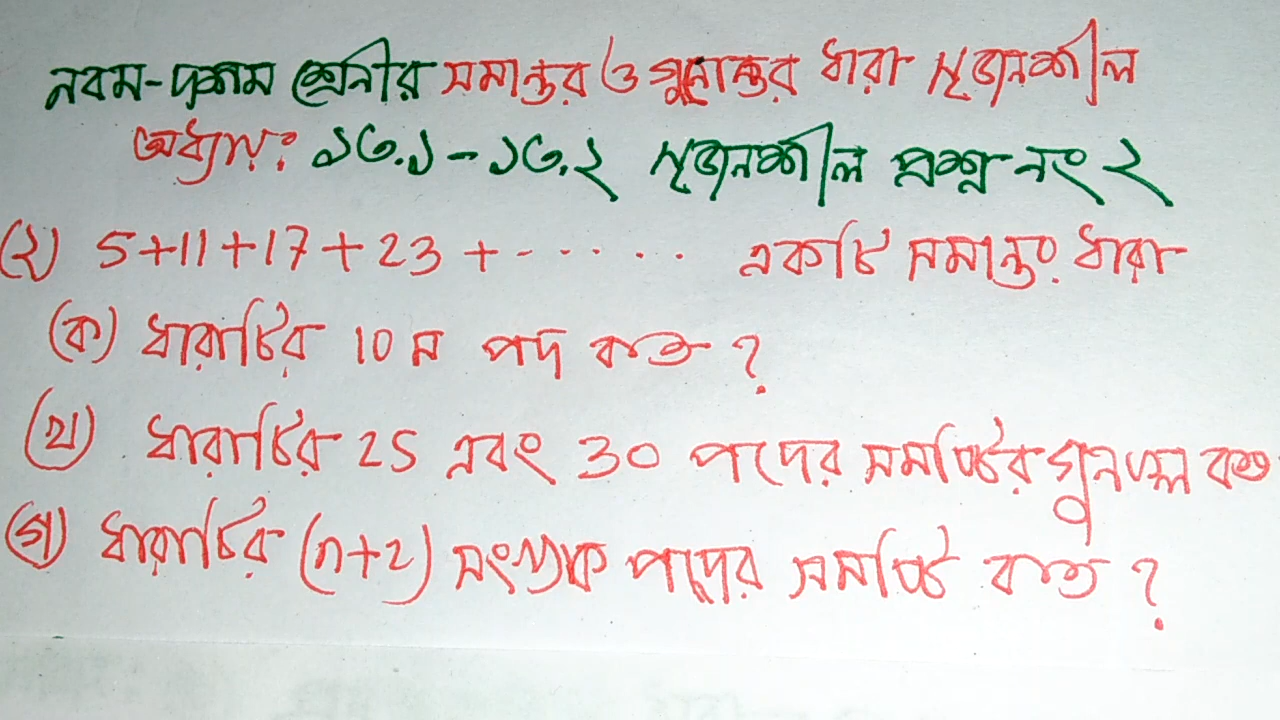 নবম-দশম শ্রেনীর সমান্তর ও গুনোত্তর ধারা সৃজনশীল
অধ্যায়ঃ ১৩.১ - ১৩.২ সৃজনশীল প্রশ্ন নং ২
(২) 5+11+17+23+-..... একটি সমান্তর ধারা
(ক) ধারাটির 10ম পদ কত ?
(খ) ধারাটির 25 এবং 30 পদের সমষ্টির গুনফল কত
(গ) ধারাটির (n+2) সংখ্যক পদের সমষ্টি কত ?